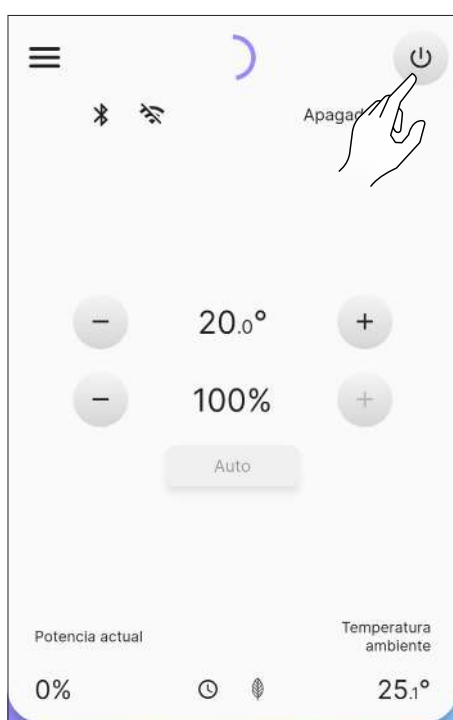 Apagad
20.0°
100%
Auto
Potencia actual
Temperatura
ambiente
0%
25.1°